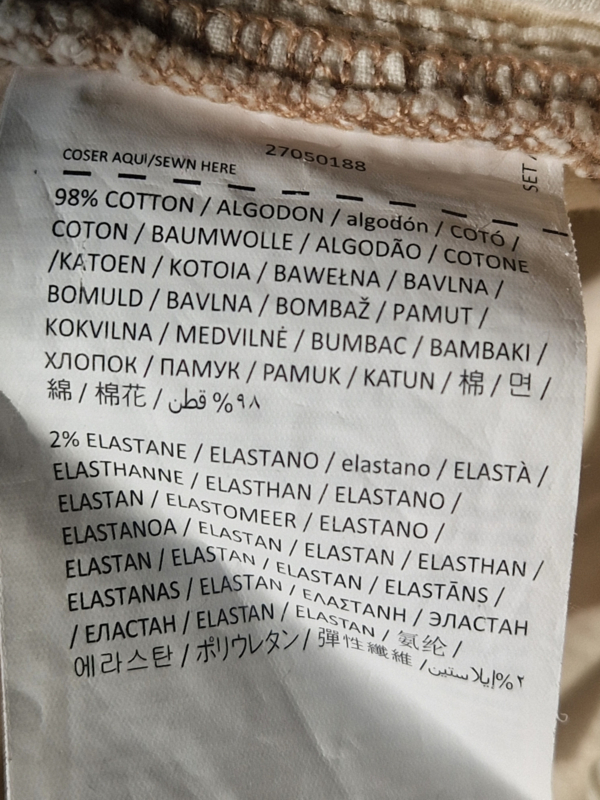 COSER AQUI/SEWN HERE 27050188
SET /
98% COTTON / ALGODON / algodón / COTÓ /
COTON / BAUMWOLLE / ALGODÃO / COTONE
/KATOEN / KOTOIA / BAWEŁNA / BAVLNA /
BOMULD / BAVLNA / BOMBAŽ / PAMUT /
KOKVILNA / MEDVILNĖ / BUMBAC / BAMBAKI /
ХЛОПОК / ПАМУК / PAMUK / KATUN / 棉 / 면 /
綿 / 棉花 / قطن %٩٨
2% ELASTANE / ELASTANO / elastano / ELASTÀ /
ELASTHANNE / ELASTHAN / ELASTANO /
ELASTAN / ELASTOMEER / ELASTANO /
ELASTANOA / ELASTAN / ELASTAN / ELASTHAN /
ELASTAN / ELASTAN / ELASTAN / ELASTĀNS /
ELASTANAS / ELASTAN / ΕΛΑΣΤΑΝΗ / ЭЛАСТАН
/ ЕЛАСТАН / ELASTAN / ELASTAN / 氨纶 /
에라스탄 / ポリウレタン / 彈性纖維 / إيلاستين% ٢